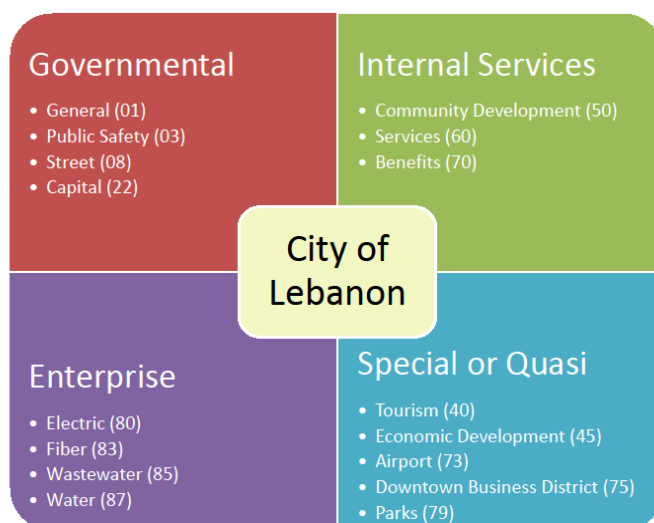 Governmental
• General (01)
• Public Safety (03)
• Street (08)
• Capital (22)
Internal Services
• Community Development (50)
• Services (60)
• Benefits (70)
City of
Lebanon
Enterprise
• Electric (80)
• Fiber (83)
• Wastewater (85)
• Water (87)
Special or Quasi
• Tourism (40)
• Economic Development (45)
• Airport (73)
• Downtown Business District (75)
• Parks (79)